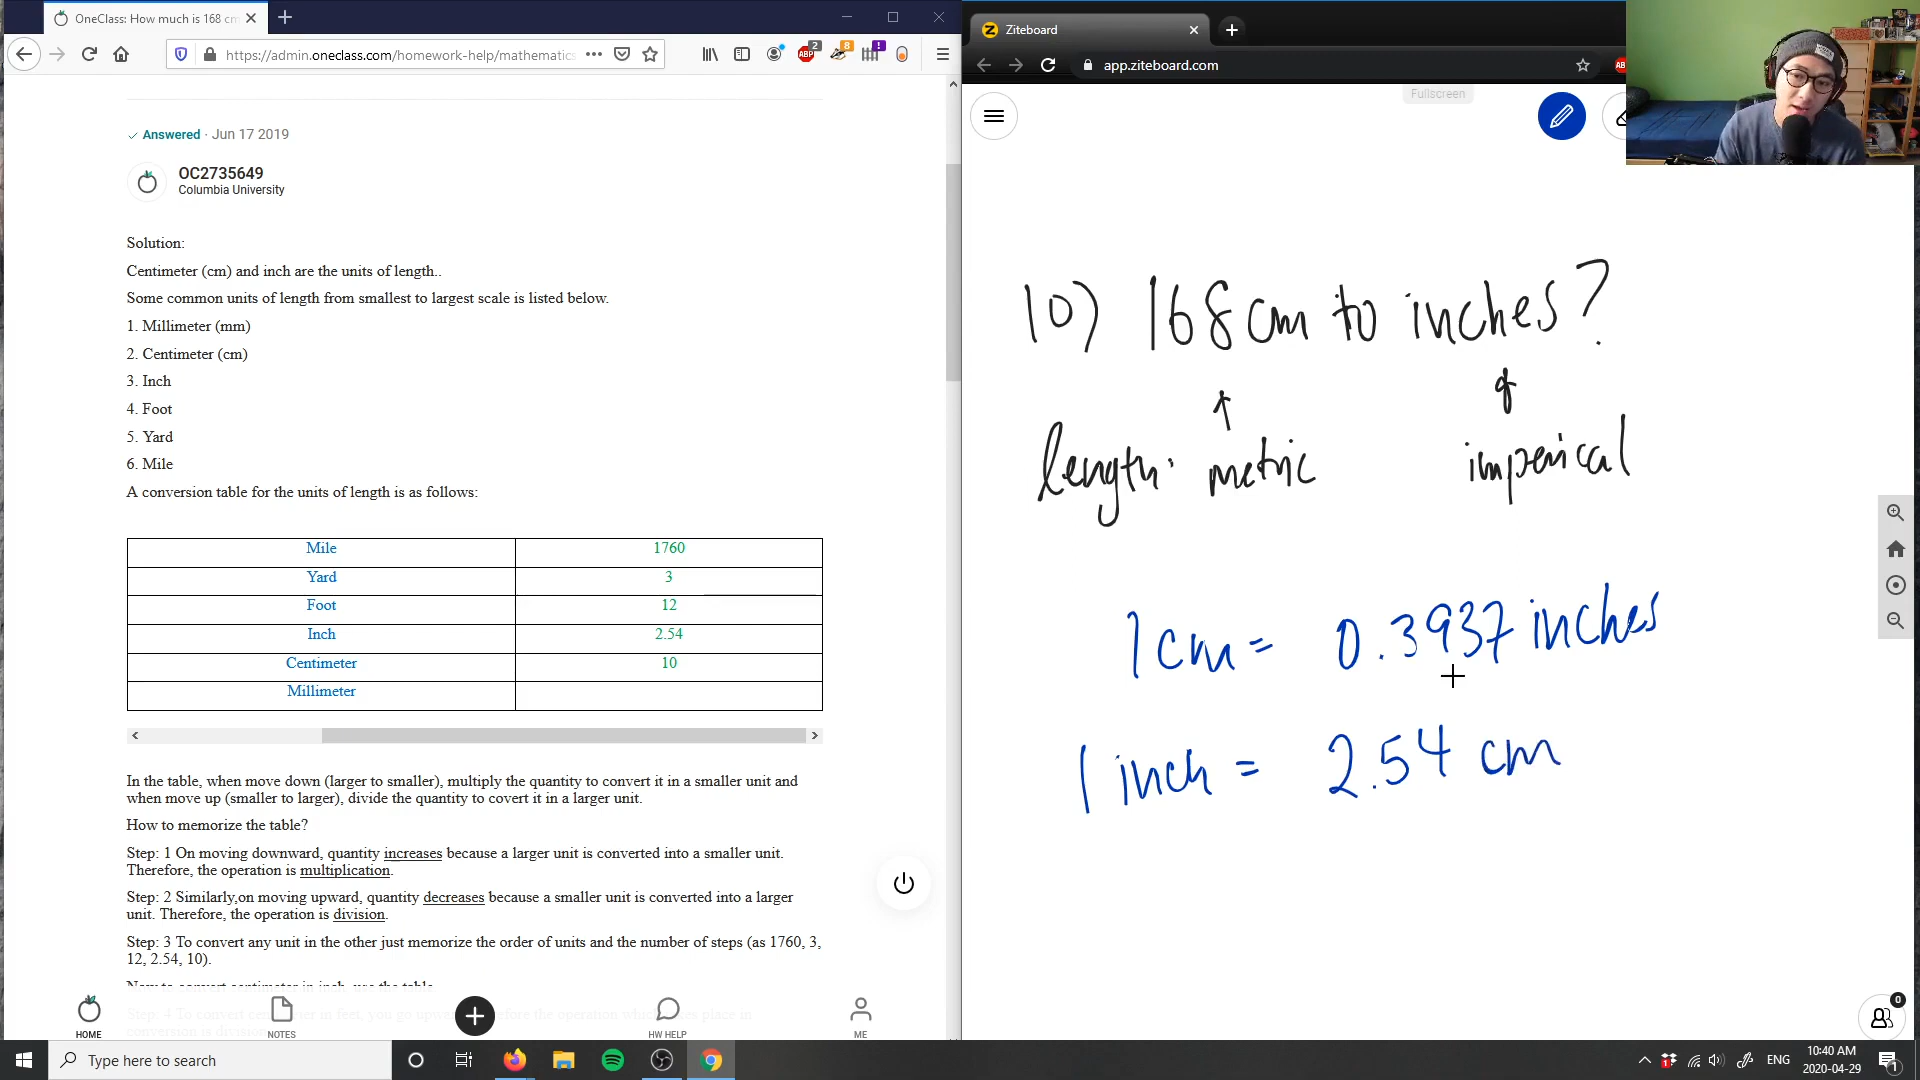 OneClass: How much is 168 cm
https://admin.oneclass.com/homework-help/mathematics
2
8
!
Answered · Jun 17 2019
OC2735649
Columbia University
Solution:
Centimeter (cm) and inch are the units of length..
Some common units of length from smallest to largest scale is listed below.
1. Millimeter (mm)
2. Centimeter (cm)
3. Inch
4. Foot
5. Yard
6. Mile
A conversion table for the units of length is as follows:
Mile 1760
Yard 3
Foot 12
Inch 2.54
Centimeter 10
Millimeter
In the table, when move down (larger to smaller), multiply the quantity to convert it in a smaller unit and
when move up (smaller to larger), divide the quantity to covert it in a larger unit.
How to memorize the table?
Step: 1 On moving downward, quantity increases because a larger unit is converted into a smaller unit.
Therefore, the operation is multiplication.
Step: 2 Similarly,on moving upward, quantity decreases because a smaller unit is converted into a larger
unit. Therefore, the operation is division.
Step: 3 To convert any unit in the other just memorize the order of units and the number of steps (as 1760, 3,
12, 2.54, 10).
HOME
NOTES
HW HELP
ME
Ziteboard
app.ziteboard.com
Fullscreen
10) 168cm to inches?
length: metric imperical
1 cm = 0.3937 inches
1 inch = 2.54 cm
0
Type here to search
ENG
10:40 AM
2020-04-29
1